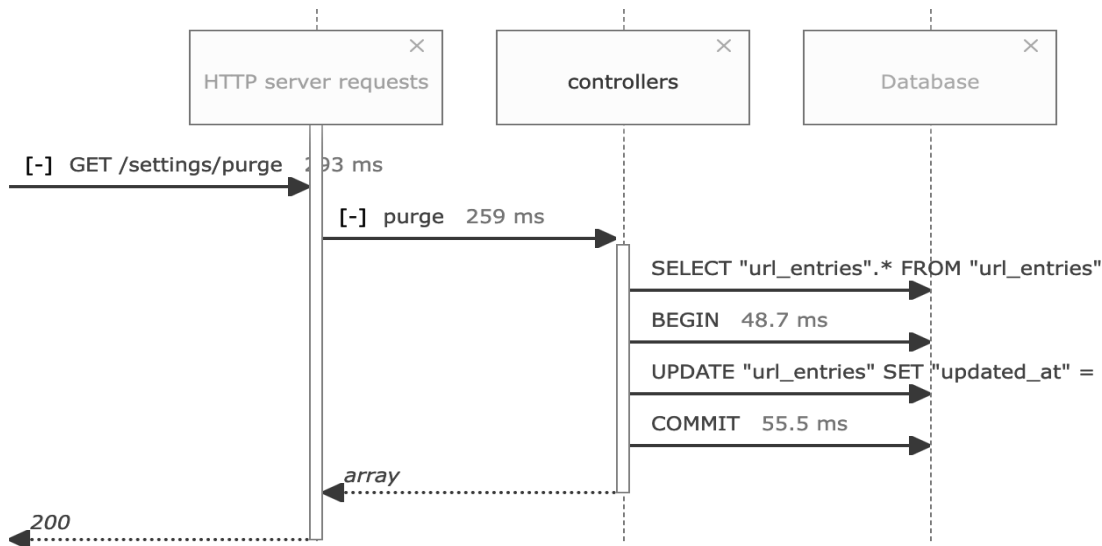 HTTP server requests
controllers
Database
[-] GET /settings/purge 293 ms
[-] purge 259 ms
SELECT "url_entries".* FROM "url_entries"
BEGIN 48.7 ms
UPDATE "url_entries" SET "updated_at" =
COMMIT 55.5 ms
array
200